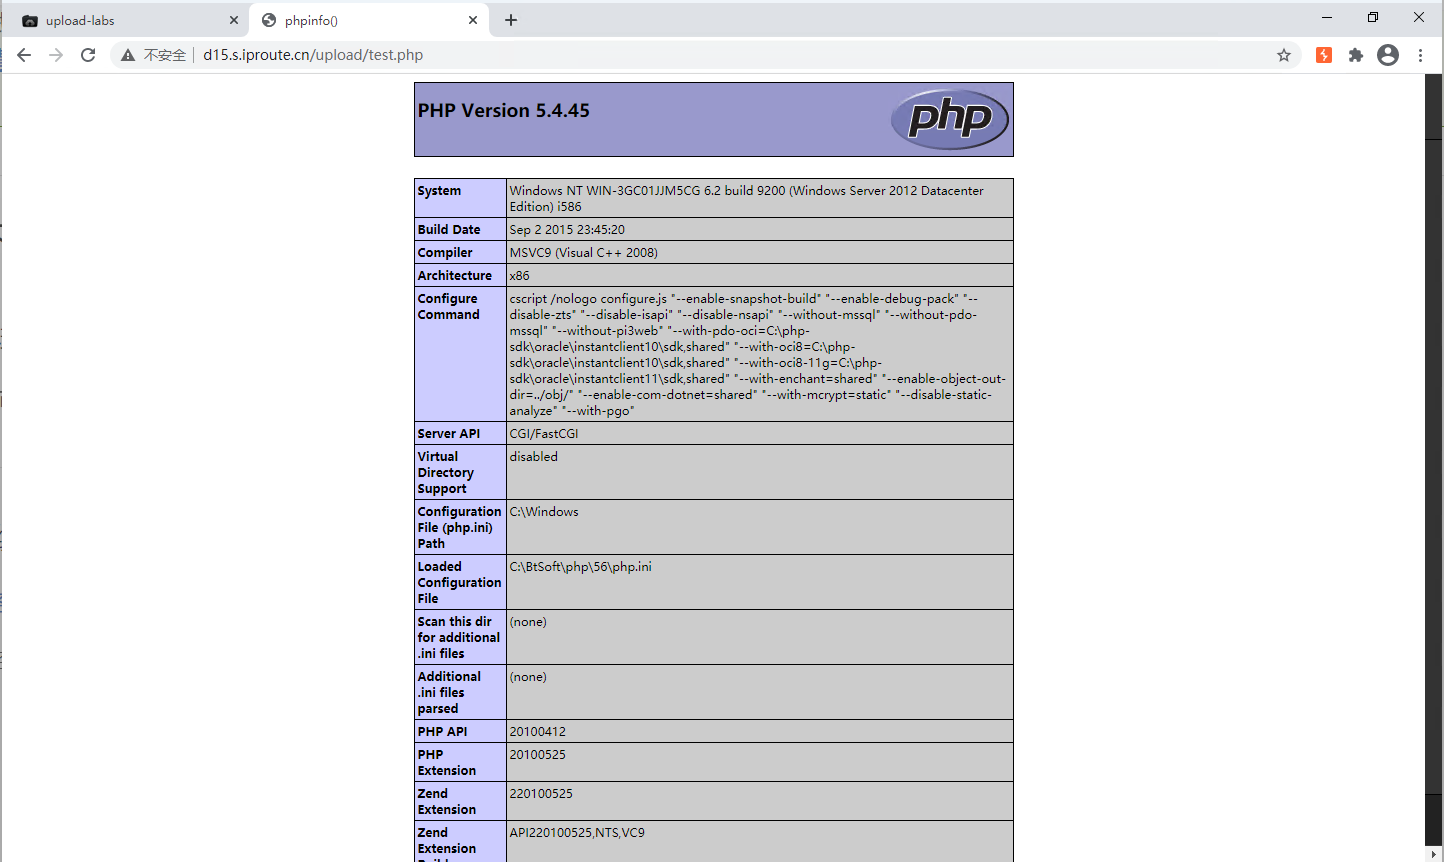 upload-labs
phpinfo()
不安全
d15.s.iproute.cn/upload/test.php
PHP Version 5.4.45
php
System
Windows NT WIN-3GC01JJM5CG 6.2 build 9200 (Windows Server 2012 Datacenter
Edition) i586
Build Date
Sep 2 2015 23:45:20
Compiler
MSVC9 (Visual C++ 2008)
Architecture
x86
Configure
Command
cscript /nologo configure.js "--enable-snapshot-build" "--enable-debug-pack" "--
disable-zts" "--disable-isapi" "--disable-nsapi" "--without-mssql" "--without-pdo-
mssql" "--without-pi3web" "--with-pdo-oci=C:\php-
sdk\oracle\instantclient10\sdk,shared" "--with-oci8=C:\php-
sdk\oracle\instantclient10\sdk,shared" "--with-oci8-11g=C:\php-
sdk\oracle\instantclient11\sdk,shared" "--with-enchant=shared" "--enable-object-out-
dir=../obj/" "--enable-com-dotnet=shared" "--with-mcrypt=static" "--disable-static-
analyze" "--with-pgo"
Server API
CGI/FastCGI
Virtual
Directory
Support
disabled
Configuration
File (php.ini)
Path
C:\Windows
Loaded
Configuration
File
C:\BtSoft\php\56\php.ini
Scan this dir
for additional
.ini files
(none)
Additional
.ini files
parsed
(none)
PHP API
20100412
PHP
Extension
20100525
Zend
Extension
220100525
Zend
Extension
API220100525,NTS,VC9